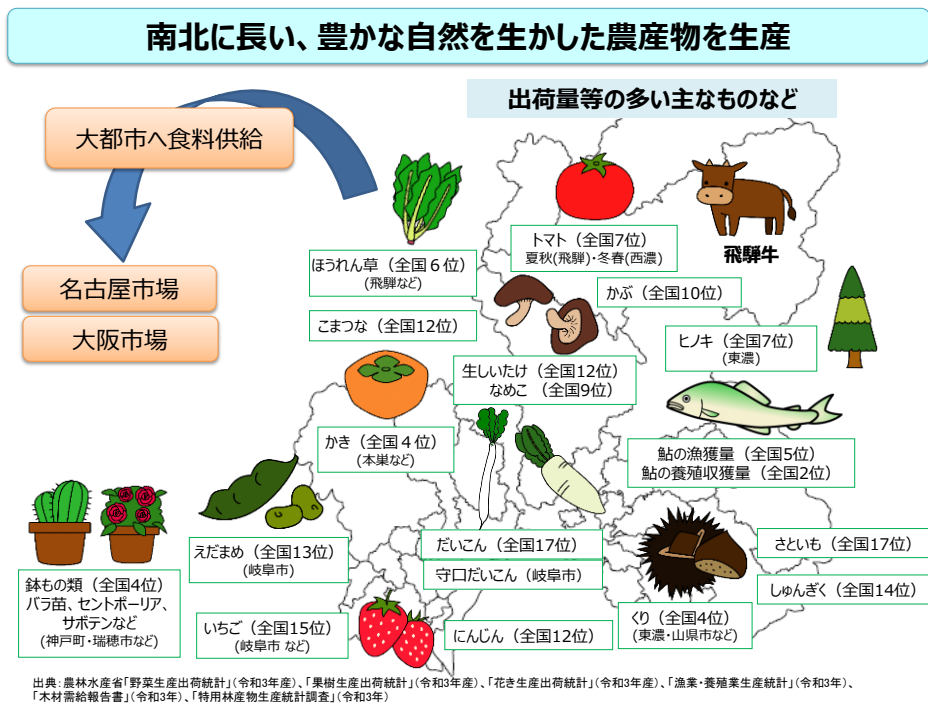 南北に長い、豊かな自然を生かした農産物を生産
出荷量等の多い主なものなど
大都市へ食料供給
名古屋市場
大阪市場
ほうれん草（全国６位）
(飛騨など)
トマト（全国7位）
夏秋(飛騨)・冬春(西濃)
飛騨牛
こまつな（全国12位）
かぶ（全国10位）
ヒノキ（全国7位）
(東濃)
生しいたけ（全国12位）
なめこ （全国9位）
かき（全国４位）
(本巣など)
鮎の漁獲量（全国5位）
鮎の養殖収獲量（全国2位）
鉢もの類（全国4位）
バラ苗、セントポーリア、
サボテンなど
(神戸町・瑞穂市など)
えだまめ（全国13位）
(岐阜市)
だいこん（全国17位）
守口だいこん（岐阜市）
さといも（全国17位）
しゅんぎく（全国14位）
いちご（全国15位）
(岐阜市 など)
にんじん（全国12位）
くり（全国4位）
(東濃・山県市など)
出典：農林水産省「野菜生産出荷統計」（令和3年産）、「果樹生産出荷統計」（令和3年産）、「花き生産出荷統計」（令和3年産）、「漁業・養殖業生産統計」（令和3年）、
「木材需給報告書」（令和3年）、「特用林産物生産統計調査」（令和3年）